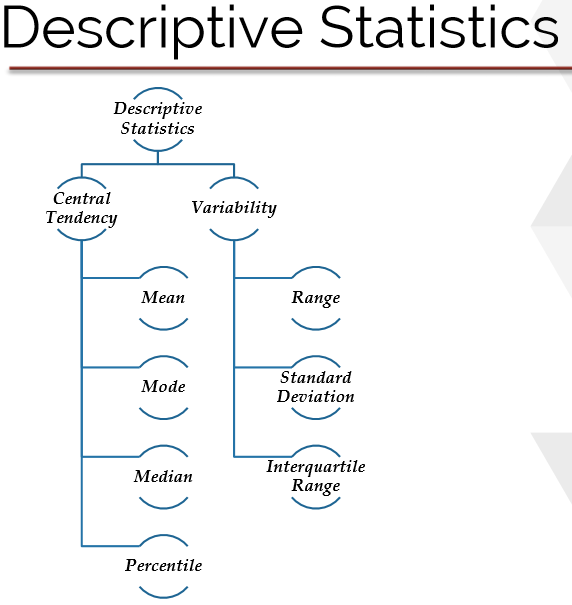 Descriptive Statistics
Descriptive
Statistics
Central
Tendency
Variability
Mean
Range
Mode
Standard
Deviation
Median
Interquartile
Range
Percentile